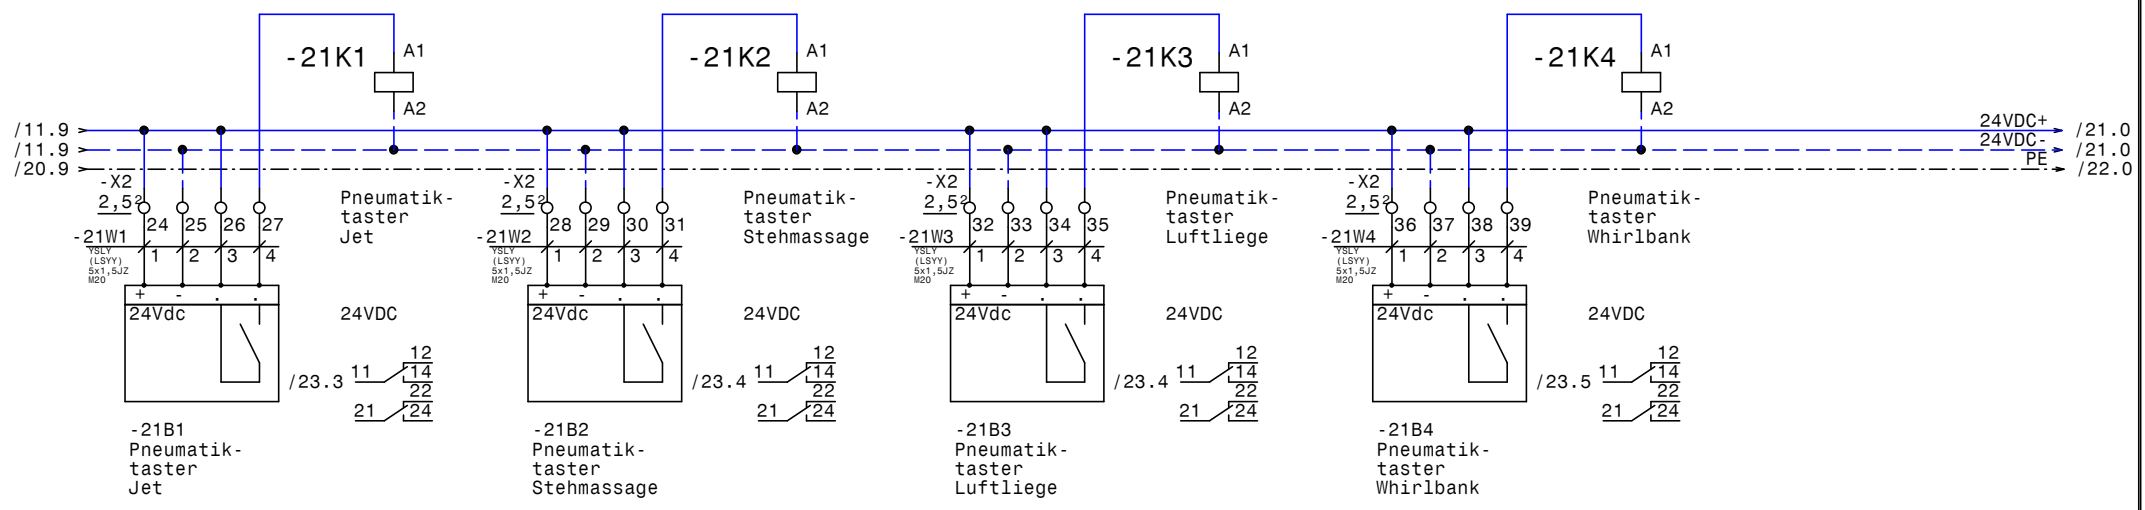 -21K1 A1
A2
-21K2 A1
A2
-21K3 A1
A2
-21K4 A1
A2
/11.9 24VDC+ /21.0
/11.9 24VDC- /21.0
/20.9 PE /22.0
-X2
2,5²
24 25 26 27
-21W1
YSLY
(LSYY)
5x1,5JZ
M20
1 2 3 4
Pneumatik-
taster
Jet
+ - . .
24Vdc
24VDC
/23.3 11 12
14
22
21 24
-21B1
Pneumatik-
taster
Jet
-X2
2,5²
28 29 30 31
-21W2
YSLY
(LSYY)
5x1,5JZ
M20
1 2 3 4
Pneumatik-
taster
Stehmassage
+ - . .
24Vdc
24VDC
/23.4 11 12
14
22
21 24
-21B2
Pneumatik-
taster
Stehmassage
-X2
2,5²
32 33 34 35
-21W3
YSLY
(LSYY)
5x1,5JZ
M20
1 2 3 4
Pneumatik-
taster
Luftliege
+ - . .
24Vdc
24VDC
/23.4 11 12
14
22
21 24
-21B3
Pneumatik-
taster
Luftliege
-X2
2,5²
36 37 38 39
-21W4
YSLY
(LSYY)
5x1,5JZ
M20
1 2 3 4
Pneumatik-
taster
Whirlbank
+ - . .
24Vdc
24VDC
/23.5 11 12
14
22
21 24
-21B4
Pneumatik-
taster
Whirlbank